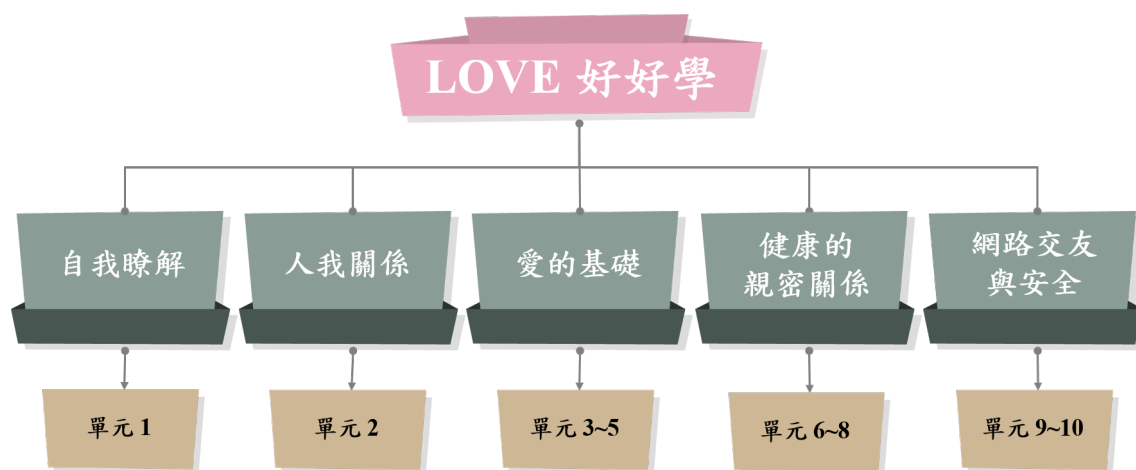 LOVE 好好學
自我瞭解
人我關係
愛的基礎
健康的
親密關係
網路交友
與安全
單元 1
單元 2
單元 3~5
單元 6~8
單元 9~10